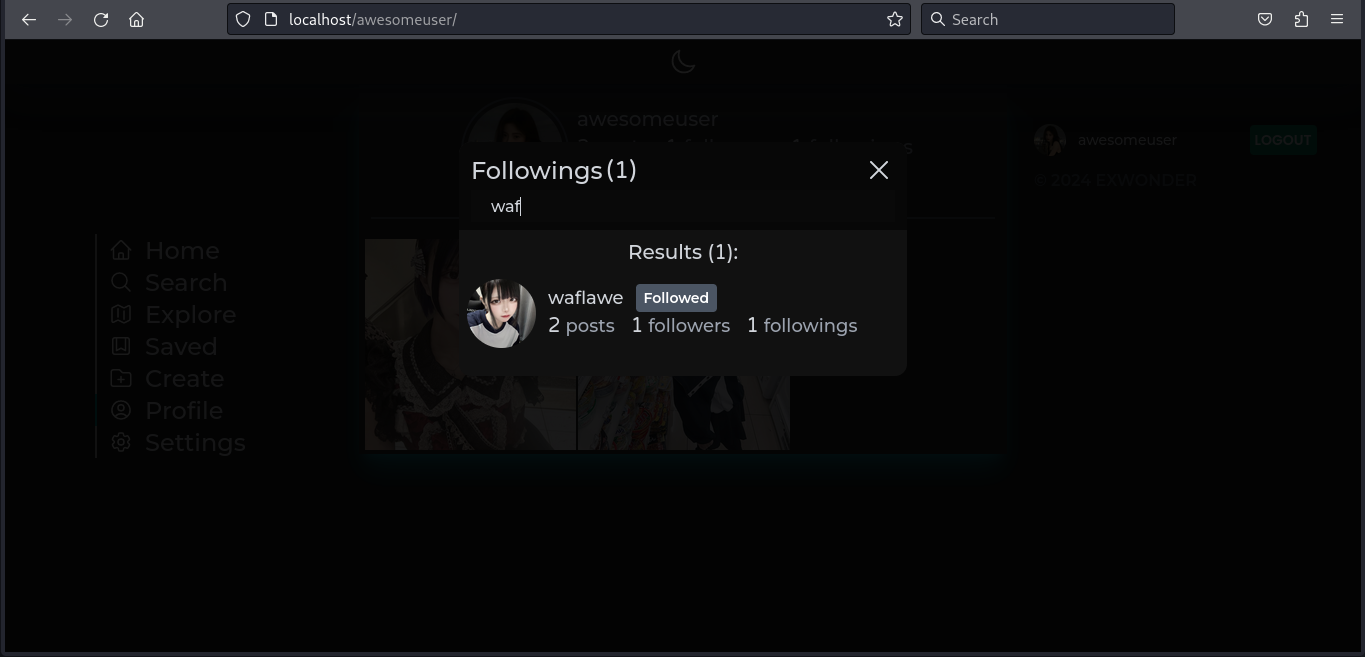 localhost/awesomeuser/
Search
awesomeuser
Followings (1)
waf
Results (1):
waflawe Followed
2 posts 1 followers 1 followings
Home
Search
Explore
Saved
Create
Profile
Settings
awesomeuser LOGOUT
© 2024 EXWONDER